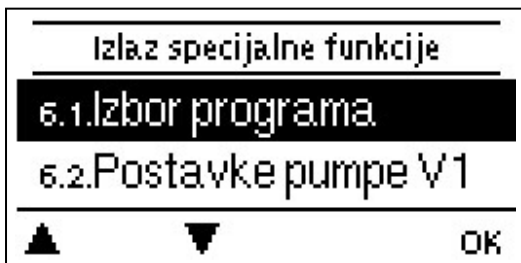 Izlaz specijalne funkcije
6.1.Izbor programa
6.2.Postavke pumpe V1
▲ ▼ OK